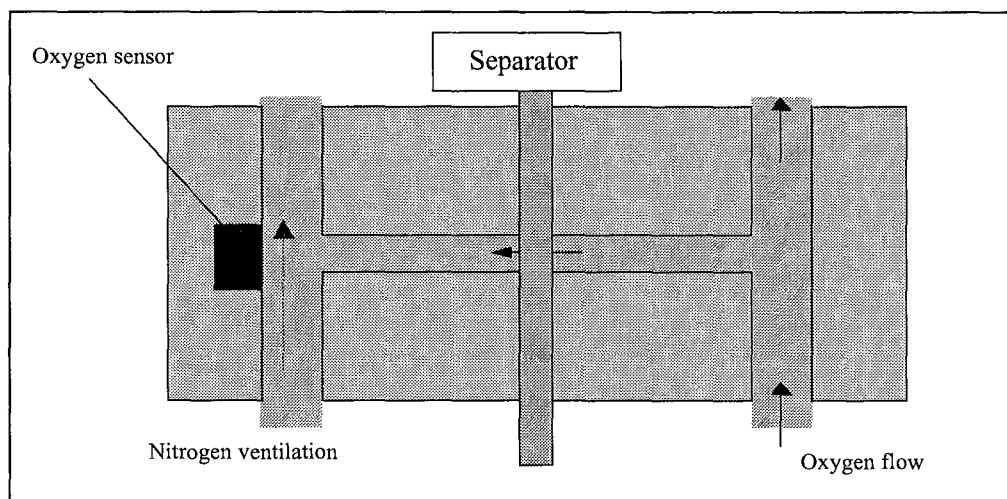 Separator
Oxygen sensor
Nitrogen ventilation
Oxygen flow